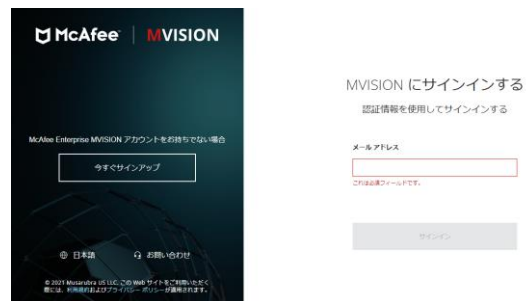 McAfee | MVISION
McAfee Enterprise MVISION アカウントをお持ちでない場合
今すぐサインアップ
日本語
お問い合わせ
© 2021 Musarubra US LLC. この Web サイトをご利用いただく
際には、利用規約およびプライバシー ポリシーが適用されます。
MVISION にサインインする
認証情報を使用してサインインする
メール アドレス
これは必須フィールドです。
サインイン